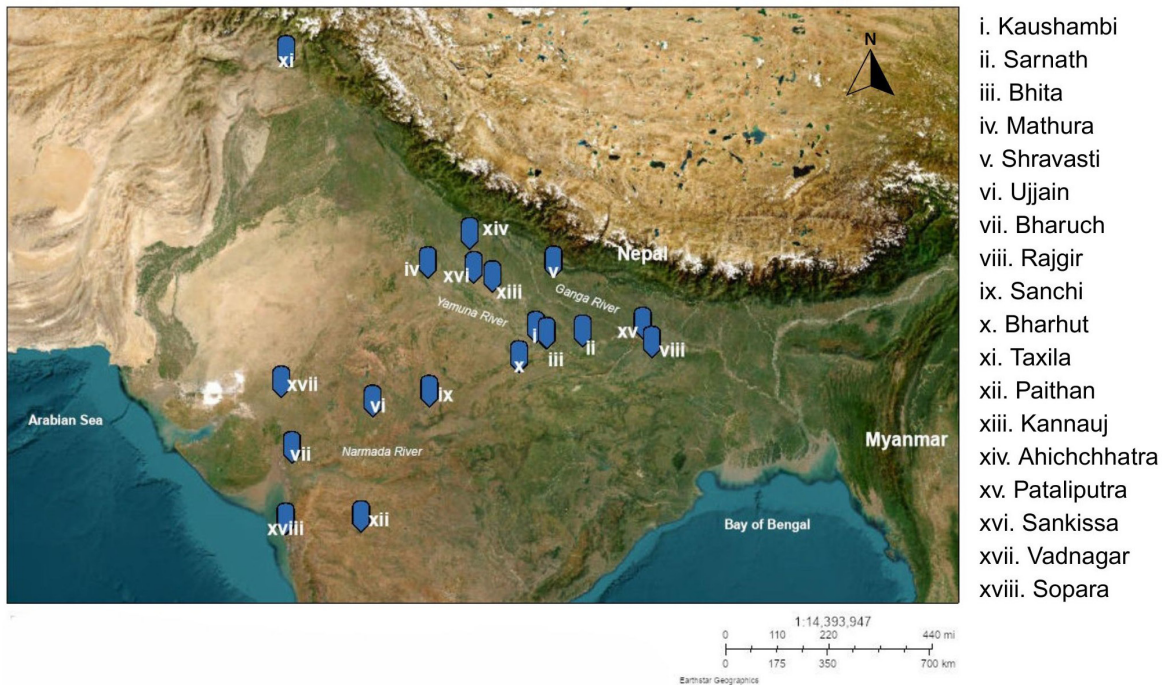 N
xi
xiv
iv
xvi
xiii
v
Nepal
Yamuna River
Ganga River
i
iii
ii
xv
viii
x
xvii
vi
ix
Arabian Sea
vii
Narmada River
Myanmar
xviii
xii
Bay of Bengal
1:14,393,947
0 110 220 440 mi
0 175 350 700 km
Earthstar Geographics
i. Kaushambi
ii. Sarnath
iii. Bhita
iv. Mathura
v. Shravasti
vi. Ujjain
vii. Bharuch
viii. Rajgir
ix. Sanchi
x. Bharhut
xi. Taxila
xii. Paithan
xiii. Kannauj
xiv. Ahichchhatra
xv. Pataliputra
xvi. Sankissa
xvii. Vadnagar
xviii. Sopara